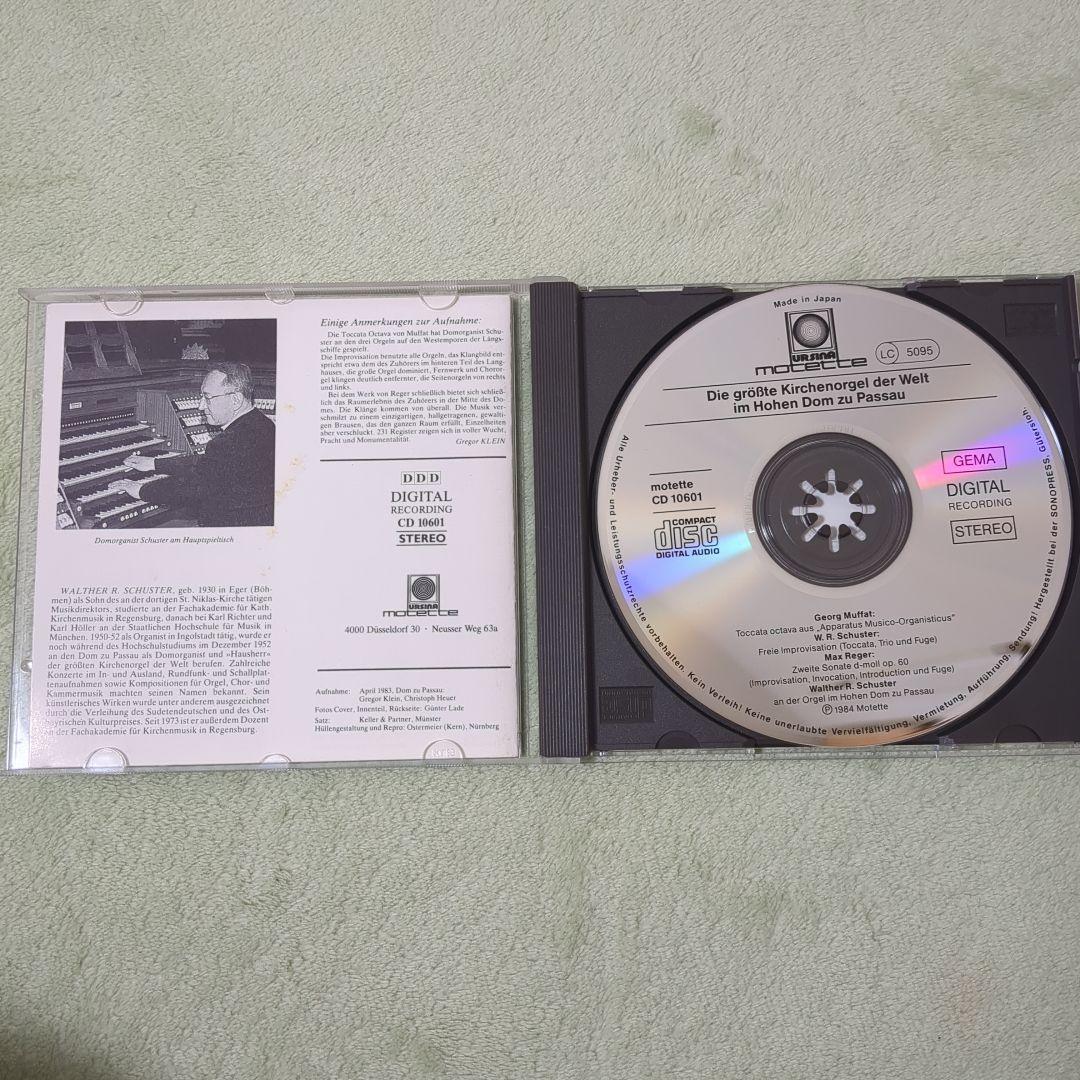 Domorganist Schuster am Hauptspieltisch
WALTHER R. SCHUSTER, geb. 1930 in Eger (Böh-
men) als Sohn des an der dortigen St. Niklas-Kirche tätigen
Musikdirektors, studierte an der Fachakademie für Kath.
Kirchenmusik in Regensburg, danach bei Karl Richter und
Karl Höller an der Staatlichen Hochschule für Musik in
München. 1950-52 als Organist in Ingolstadt tätig, wurde er
noch während des Hochschulstudiums im Dezember 1952
an den Dom zu Passau als Domorganist und »Hausherr«
der größten Kirchenorgel der Welt berufen. Zahlreiche
Konzerte im In- und Ausland, Rundfunk- und Schallplat-
tenaufnahmen sowie Kompositionen für Orgel, Chor- und
Kammermusik machten seinen Namen bekannt. Sein
künstlerisches Wirken wurde unter anderem ausgezeichnet
durch die Verleihung des Sudetendeutschen und des Ost-
bayrischen Kulturpreises. Seit 1973 ist er außerdem Dozent
an der Fachakademie für Kirchenmusik in Regensburg.
Einige Anmerkungen zur Aufnahme:
Die Toccata Octava von Muffat hat Domorganist Schu-
ster an den drei Orgeln auf den Westemporen der Längs-
schiffe gespielt.
Die Improvisation benutzte alle Orgeln, das Klangbild ent-
spricht etwa dem des Zuhörers im hinteren Teil des Lang-
hauses, die große Orgel dominiert, Fernwerk und Choror-
gel klingen deutlich entfernter, die Seitenorgeln von rechts
und links.
Bei dem Werk von Reger schließlich bietet sich schließ-
lich das Raumerlebnis des Zuhörers in der Mitte des Do-
mes. Die Klänge kommen von überall. Die Musik ver-
schmilzt zu einem einzigartigen, hallgetragenen, gewalti-
gen Brausen, das den ganzen Raum erfüllt, Einzelheiten
aber verschluckt. 231 Register zeigen sich in voller Wucht,
Pracht und Monumentalität.
Gregor KLEIN
DDD
DIGITAL
RECORDING
CD 10601
STEREO
URSINA
motette
4000 Düsseldorf 30 · Neusser Weg 63a
Aufnahme: April 1983, Dom zu Passau:
Gregor Klein, Christoph Heuer
Fotos Cover, Innenteil, Rückseite: Günter Lade
Satz: Keller & Partner, Münster
Hüllengestaltung und Repro: Ostermeier (Kern), Nürnberg
Made in Japan
URSINA
motette
LC 5095
Die größte Kirchenorgel der Welt
im Hohen Dom zu Passau
motette
CD 10601
COMPACT
disc
DIGITAL AUDIO
GEMA
DIGITAL
RECORDING
STEREO
Georg Muffat:
Toccata octava aus „Apparatus Musico-Organisticus"
W. R. Schuster:
Freie Improvisation (Toccata, Trio und Fuge)
Max Reger:
Zweite Sonate d-moll op. 60
(Improvisation, Invocation, Introduction und Fuge)
Walther R. Schuster
an der Orgel im Hohen Dom zu Passau
Ⓟ 1984 Motette
Alle Urheber- und Leistungsschutzrechte vorbehalten. Kein Verleih! Keine unerlaubte Vervielfältigung, Vermietung, Aufführung, Sendung! Hergestellt bei der SONOPRESS, Gütersloh